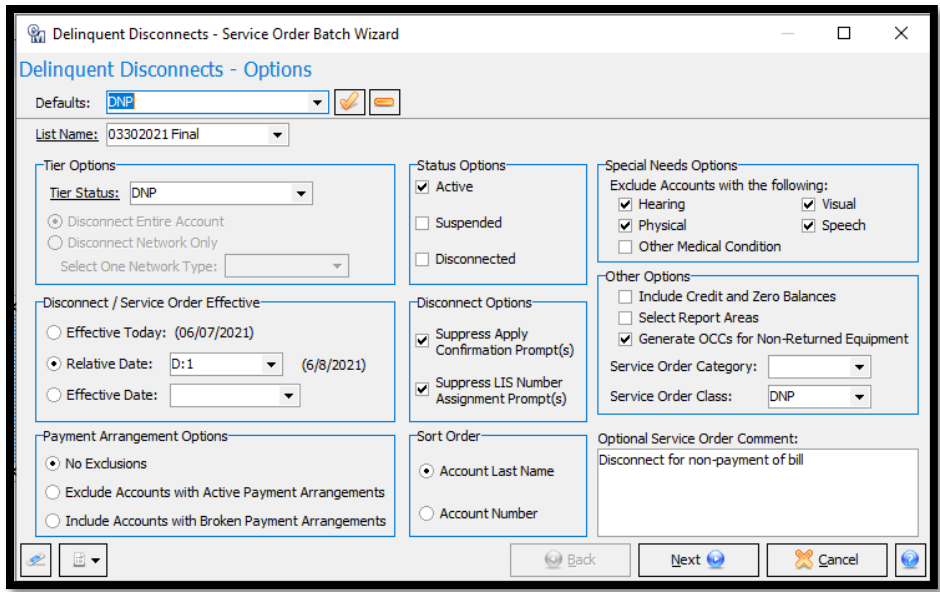 Delinquent Disconnects - Service Order Batch Wizard
Delinquent Disconnects - Options
Defaults: DNP
List Name: 03302021 Final
Tier Options
Tier Status: DNP
Disconnect Entire Account
Disconnect Network Only
Select One Network Type:
Status Options
Active
Suspended
Disconnected
Special Needs Options
Exclude Accounts with the following:
Hearing Visual
Physical Speech
Other Medical Condition
Disconnect / Service Order Effective
Effective Today: (06/07/2021)
Relative Date: D:1 (6/8/2021)
Effective Date:
Disconnect Options
Suppress Apply
Confirmation Prompt(s)
Suppress LIS Number
Assignment Prompt(s)
Other Options
Include Credit and Zero Balances
Select Report Areas
Generate OCCs for Non-Returned Equipment
Service Order Category:
Service Order Class: DNP
Payment Arrangement Options
No Exclusions
Exclude Accounts with Active Payment Arrangements
Include Accounts with Broken Payment Arrangements
Sort Order
Account Last Name
Account Number
Optional Service Order Comment:
Disconnect for non-payment of bill
Back Next Cancel